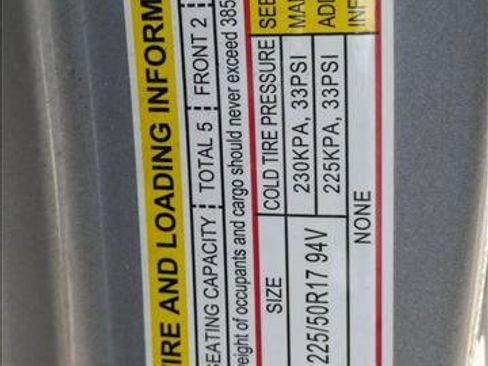 TIRE AND LOADING INFORM
SEATING CAPACITY TOTAL 5 FRONT 2
weight of occupants and cargo should never exceed 385
SIZE COLD TIRE PRESSURE SEE
225/50R17 94V 230KPA, 33PSI
225KPA, 33PSI
NONE